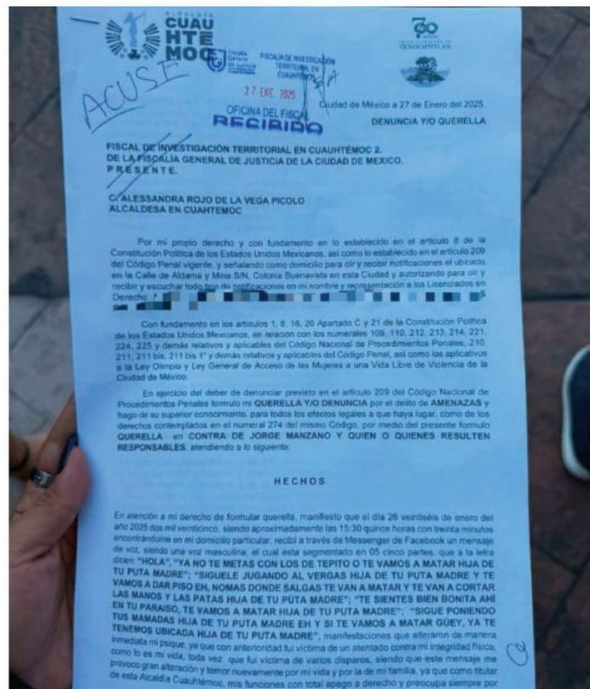 ALCALDÍA
CUAU
HTE
MOC
700
TENOCHTITLAN
FISCALÍA DE INVESTIGACIÓN
TERRITORIAL EN
CUAUHTÉMOC
27 ENE. 2025
OFICINA DEL FISCAL
RECIBIDO
ACUSE
Ciudad de México a 27 de Enero del 2025.
DENUNCIA Y/O QUERELLA
FISCAL DE INVESTIGACIÓN TERRITORIAL EN CUAUHTÉMOC 2.
DE LA FISCALÍA GENERAL DE JUSTICIA DE LA CIUDAD DE MEXICO.
P R E S E N T E.
C. ALESSANDRA ROJO DE LA VEGA PICOLO
ALCALDESA EN CUAHTEMOC
Por mi propio derecho y con fundamento en lo establecido en el artículo 8 de la
Constitución Política de los Estados Unidos Mexicanos, así como lo establecido en el artículo 209
del Código Penal vigente, y señalando como domicilio para oír y recibir notificaciones el ubicado
en la Calle de Aldama y Mina S/N, Colonia Buenavista en esta Ciudad y autorizando para oír y
recibir y escuchar todo tipo de notificaciones en mi nombre y representación a los Licenciados en
Derecho
Con fundamento en los artículos 1, 8, 16, 20 Apartado C y 21 de la Constitución Política
de los Estados Unidos Mexicanos, en relación con los numerales 109, 110, 212, 213, 214, 221,
224, 225 y demás relativos y aplicables del Código Nacional de Procedimientos Penales, 210,
211, 211 bis, 211 bis 1° y demás relativos y aplicables del Código Penal, así como los aplicativos
a la Ley Olimpia y Ley General de Acceso de las Mujeres a una Vida Libre de Violencia de la
Ciudad de México.
En ejercicio del deber de denunciar previsto en el artículo 209 del Código Nacional de
Procedimientos Penales formulo mi QUERELLA Y/O DENUNCIA por el delito de AMENAZAS y
hago de su superior conocimiento, para todos los efectos legales a que haya lugar, como de los
derechos contemplados en el numeral 274 del mismo Código, por medio del presente formulo
QUERELLA en CONTRA DE JORGE MANZANO Y QUIEN O QUIENES RESULTEN
RESPONSABLES, atendiendo a lo siguiente:
H E C H O S
En atención a mi derecho de formular querella, manifiesto que el día 26 veintiséis de enero del
año 2025 dos mil veinticinco, siendo aproximadamente las 15:30 quince horas con treinta minutos
encontrándome en mi domicilio particular, recibí a través de Messenger de Facebook un mensaje
de voz, siendo una voz masculina, el cual esta segmentado en 05 cinco partes, que a la letra
dicen: "HOLA", "YA NO TE METAS CON LOS DE TEPITO O TE VAMOS A MATAR HIJA DE
TU PUTA MADRE"; "SIGUELE JUGANDO AL VERGAS HIJA DE TU PUTA MADRE Y TE
VAMOS A DAR PISO EH, NOMAS DONDE SALGAS TE VAN A MATAR Y TE VAN A CORTAR
LAS MANOS Y LAS PATAS HIJA DE TU PUTA MADRE"; "TE SIENTES BIEN BONITA AHÍ
EN TU PARAISO, TE VAMOS A MATAR HIJA DE TU PUTA MADRE"; "SIGUE PONIENDO
TUS MAMADAS HIJA DE TU PUTA MADRE EH Y SI TE VAMOS A MATAR GÜEY, YA TE
TENEMOS UBICADA HIJA DE TU PUTA MADRE", manifestaciones que alteraron de manera
inmediata mi psique, ya que con anterioridad fui víctima de un atentado contra mi integridad física,
como lo es mi vida, toda vez que fui víctima de varios disparos, siendo que este mensaje me
provoco gran alteración y temor nuevamente por mi vida y por la de mi familia, ya que como titular
de esta Alcaldía Cuauhtémoc, mis funciones con total apego a derecho y preocupa siempre por